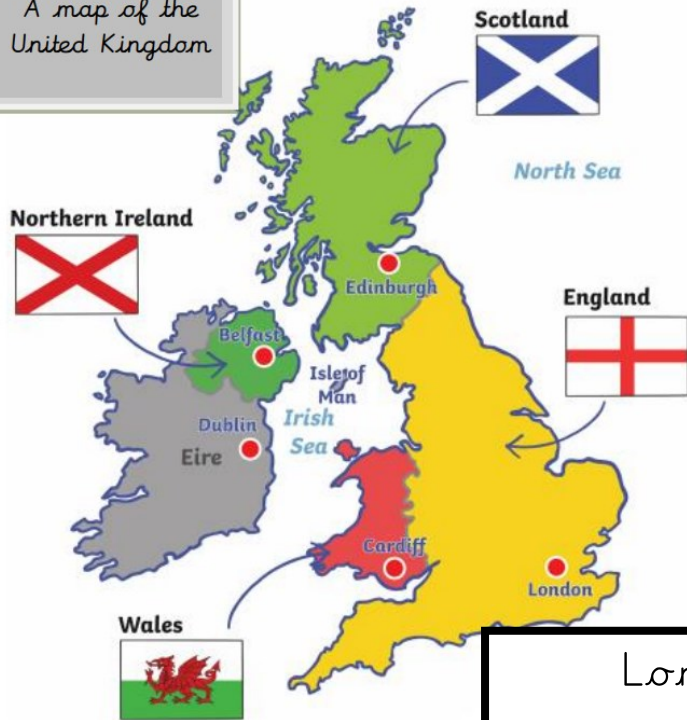 A map of the
United Kingdom
Scotland
North Sea
Northern Ireland
Edinburgh
England
Belfast
Isle of
Man
Irish
Sea
Dublin
Eire
Cardiff
London
Wales